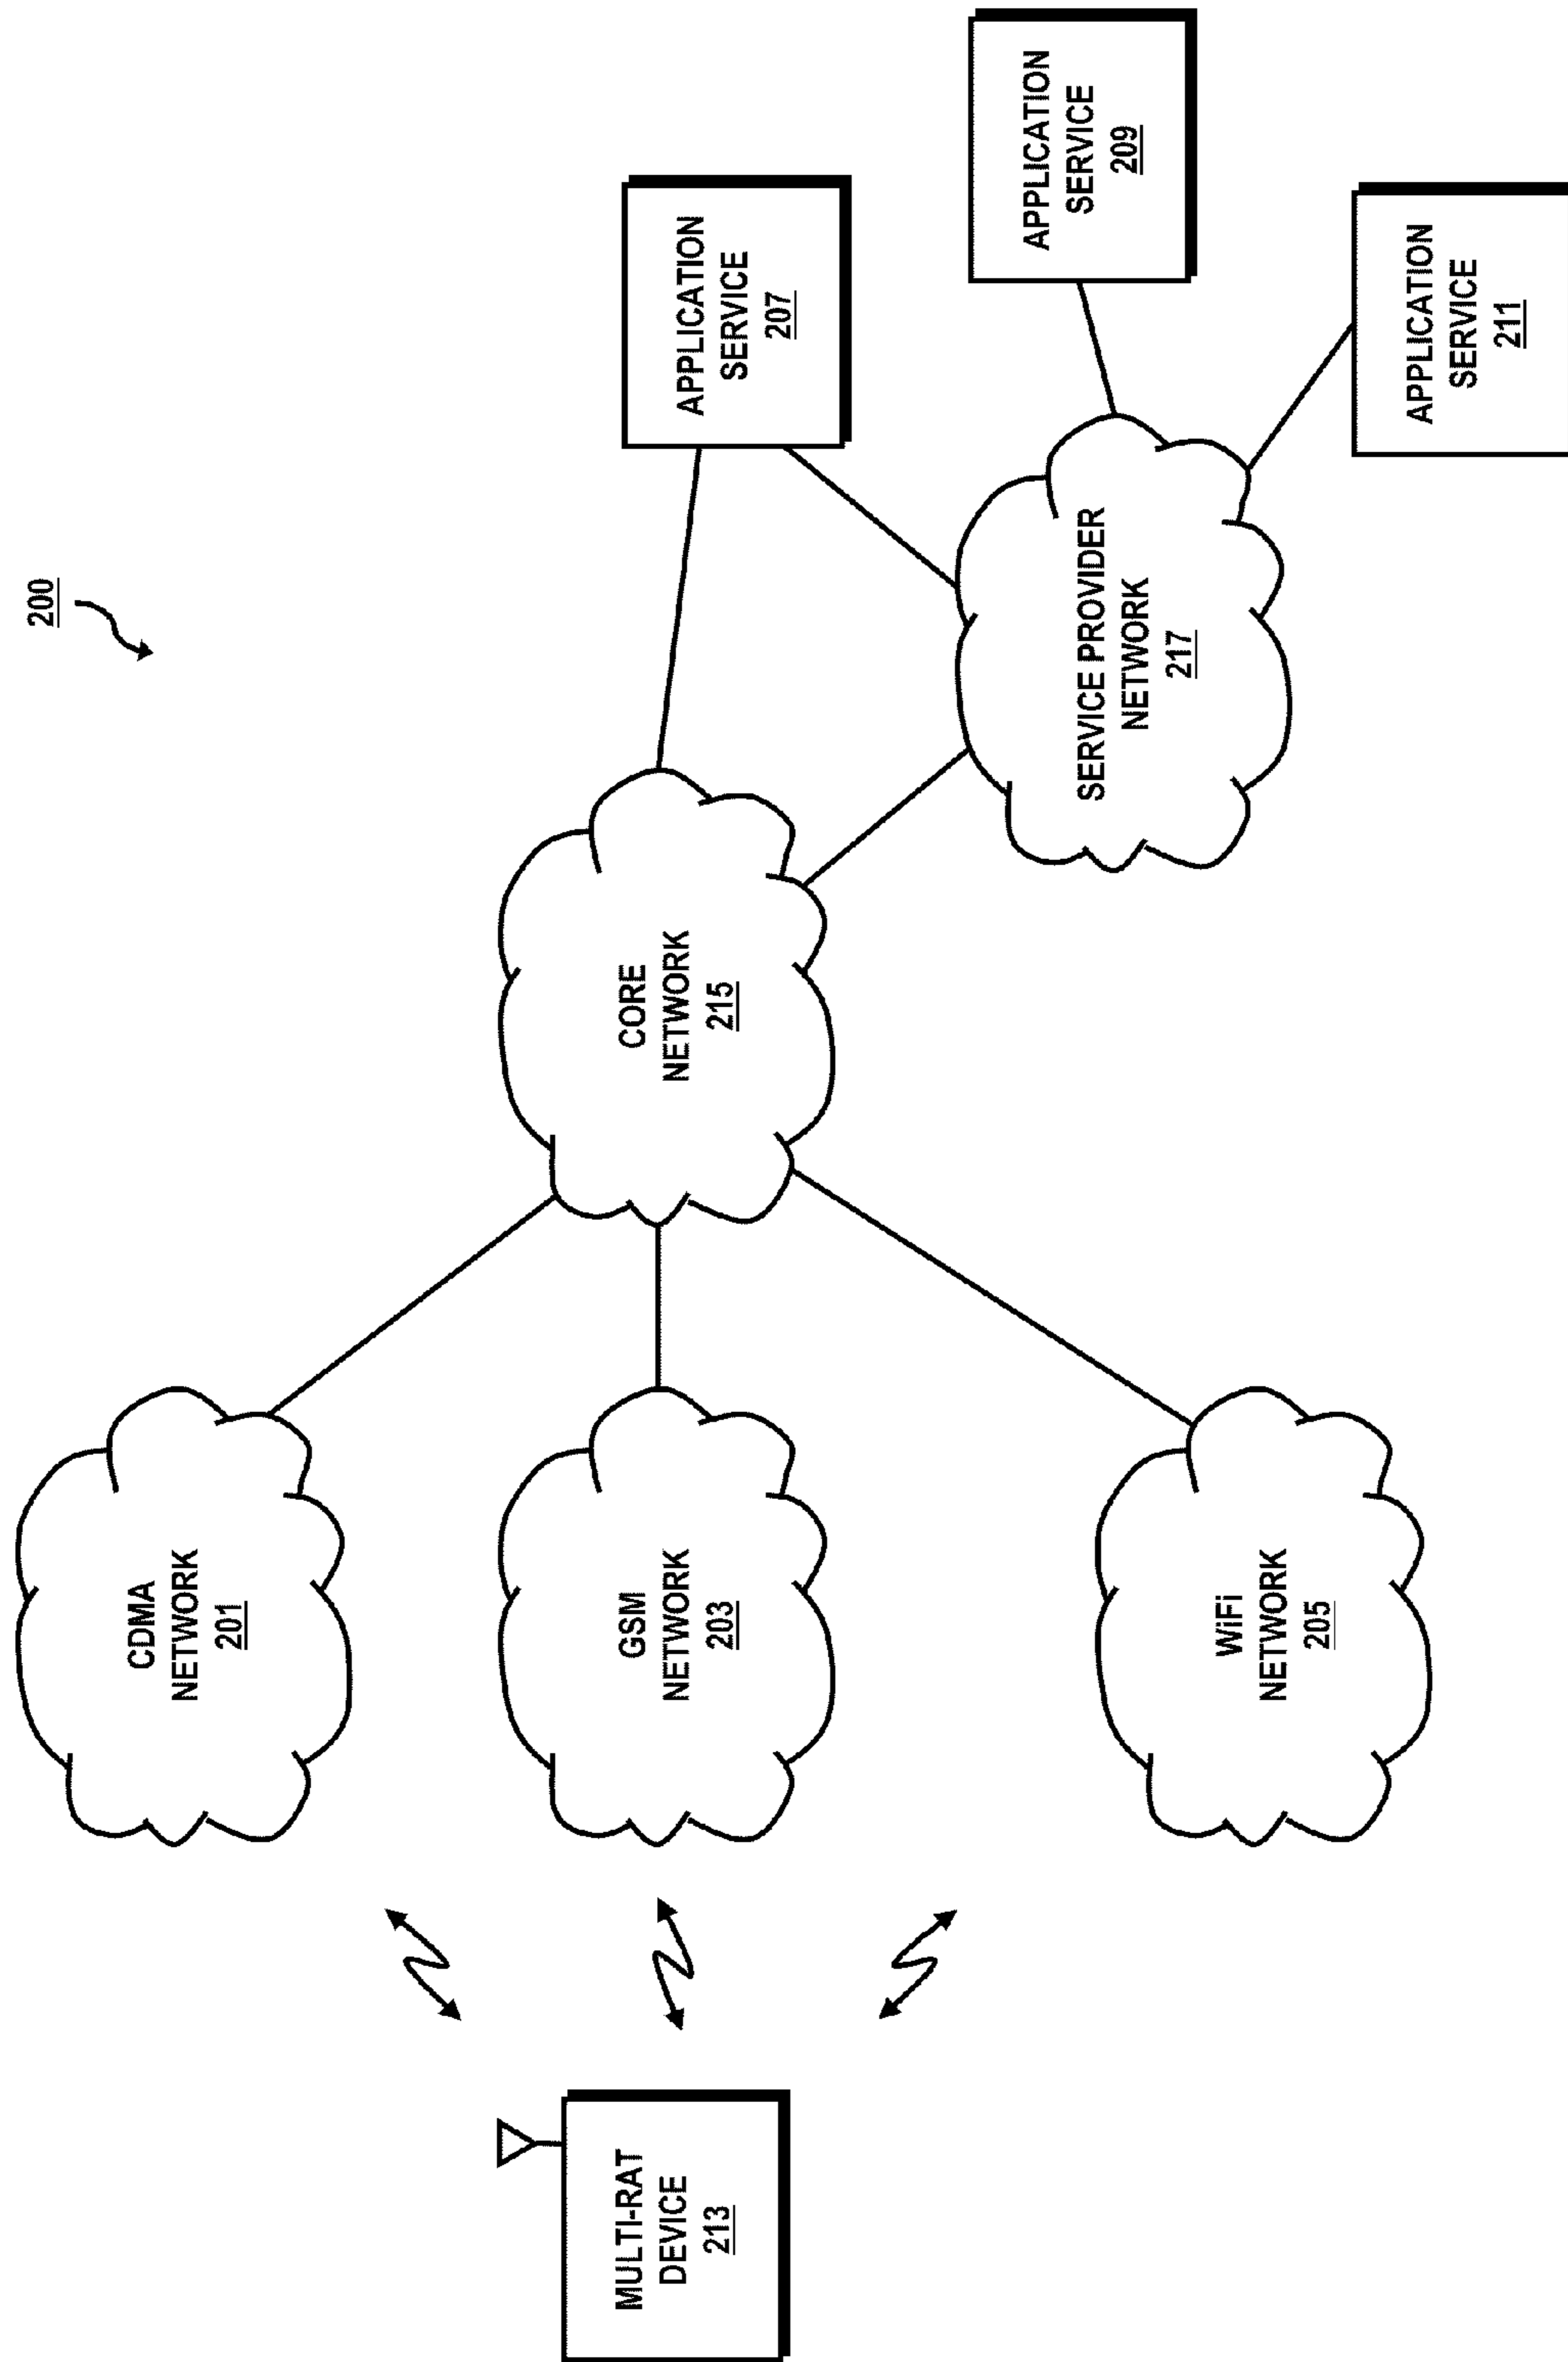 200
MULTI-RAT
DEVICE
213
CDMA
NETWORK
201
GSM
NETWORK
203
WiFi
NETWORK
205
CORE
NETWORK
215
SERVICE PROVIDER
NETWORK
217
APPLICATION
SERVICE
207
APPLICATION
SERVICE
209
APPLICATION
SERVICE
211